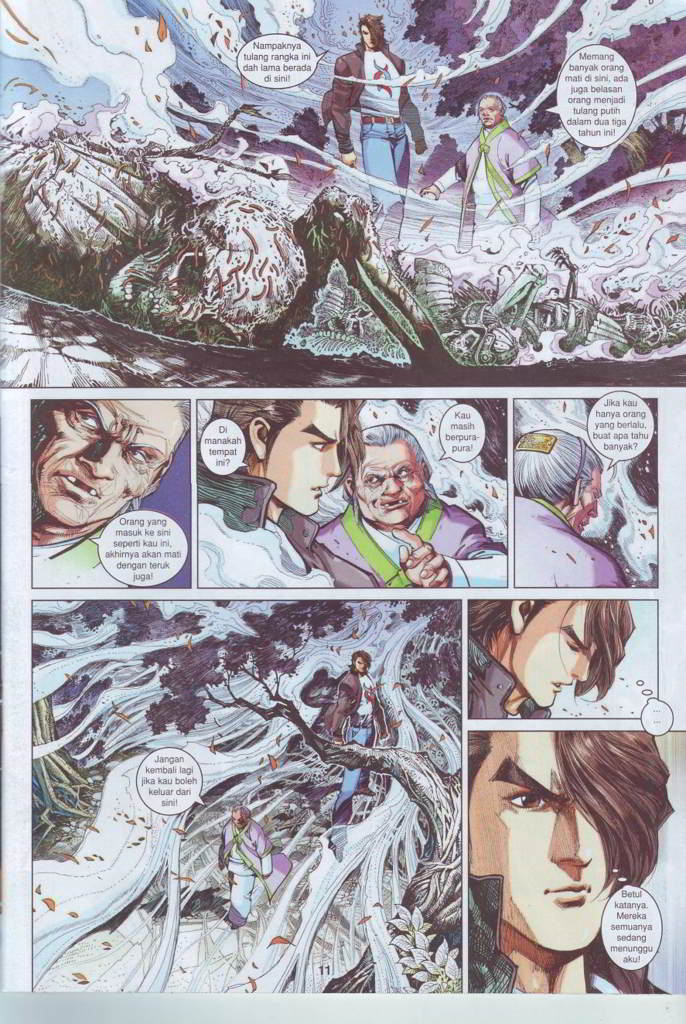 Nampaknya
tulang rangka ini
dah lama berada
di sini!
Memang
banyak orang
mati di sini, ada
juga belasan
orang menjadi
tulang putih
dalam dua tiga
tahun ini!
Orang yang
masuk ke sini
seperti kau ini,
akhirnya akan mati
dengan teruk
juga!
Di
manakah
tempat
ini?
Kau
masih
berpura-
pura!
Jika kau
hanya orang
yang berlalu,
buat apa tahu
banyak?
Jangan
kembali lagi
jika kau boleh
keluar dari
sini!
...
...
Betul
katanya.
Mereka
semuanya
sedang
menunggu
aku!
11